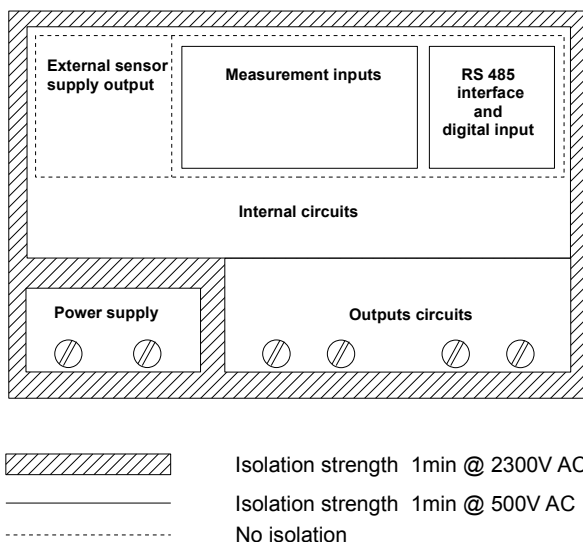 External sensor
supply output
Measurement inputs
RS 485
interface
and
digital input
Internal circuits
Power supply
Outputs circuits
Isolation strength 1min @ 2300V AC
Isolation strength 1min @ 500V AC
No isolation